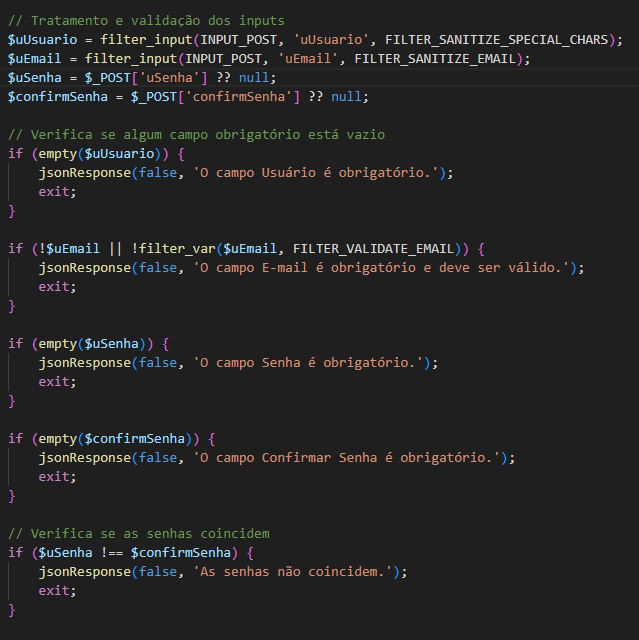 // Tratamento e validação dos inputs
$uUsuario = filter_input(INPUT_POST, 'uUsuario', FILTER_SANITIZE_SPECIAL_CHARS);
$uEmail = filter_input(INPUT_POST, 'uEmail', FILTER_SANITIZE_EMAIL);
$uSenha = $_POST['uSenha'] ?? null;
$confirmSenha = $_POST['confirmSenha'] ?? null;

// Verifica se algum campo obrigatório está vazio
if (empty($uUsuario)) {
    jsonResponse(false, 'O campo Usuário é obrigatório.');
    exit;
}

if (!$uEmail || !filter_var($uEmail, FILTER_VALIDATE_EMAIL)) {
    jsonResponse(false, 'O campo E-mail é obrigatório e deve ser válido.');
    exit;
}

if (empty($uSenha)) {
    jsonResponse(false, 'O campo Senha é obrigatório.');
    exit;
}

if (empty($confirmSenha)) {
    jsonResponse(false, 'O campo Confirmar Senha é obrigatório.');
    exit;
}

// Verifica se as senhas coincidem
if ($uSenha !== $confirmSenha) {
    jsonResponse(false, 'As senhas não coincidem.');
    exit;
}